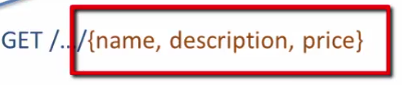 GET /.../{name, description, price}